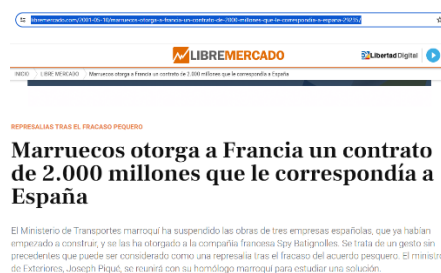 libremercado.com/2001-05-10/marruecos-otorga-a-francia-un-contrato-de-2000-millones-que-le-correspondia-a-espana-29235/
LIBREMERCADO
Libertad Digital
INICIO LIBRE MERCADO Marruecos otorga a Francia un contrato de 2.000 millones que le correspondía a España
REPRESALIAS TRAS EL FRACASO PEQUERO
Marruecos otorga a Francia un contrato
de 2.000 millones que le correspondía a
España
El Ministerio de Transportes marroquí ha suspendido las obras de tres empresas españolas, que ya habían
empezado a construir, y se las ha otorgado a la compañía francesa Spy Batignolles. Se trata de un gesto sin
precedentes que puede ser considerado como una represalia tras el fracaso del acuerdo pesquero. El ministro
de Exteriores, Joseph Piqué, se reunirá con su homólogo marroquí para estudiar una solución.